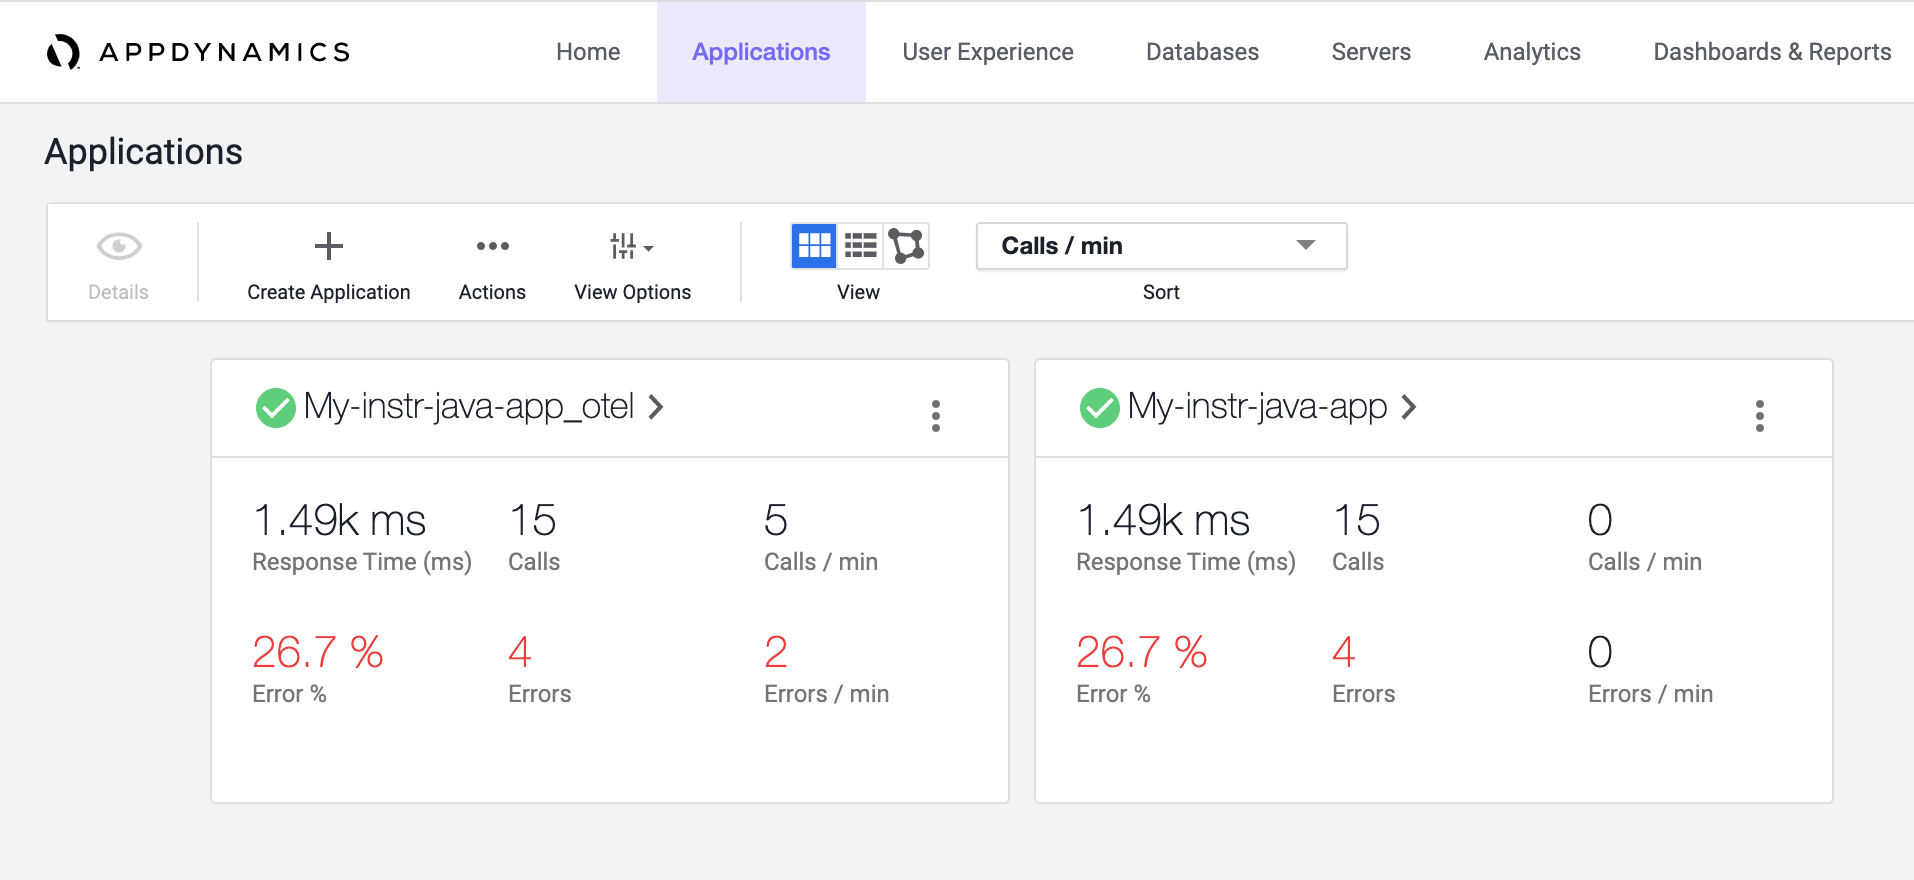 APPDYNAMICS Home Applications User Experience Databases Servers Analytics Dashboards & Reports
Applications
Calls / min
Details Create Application Actions View Options View Sort
My-instr-java-app_otel
1.49k ms 15 5
Response Time (ms) Calls Calls / min
26.7 % 4 2
Error % Errors Errors / min
My-instr-java-app
1.49k ms 15 0
Response Time (ms) Calls Calls / min
26.7 % 4 0
Error % Errors Errors / min